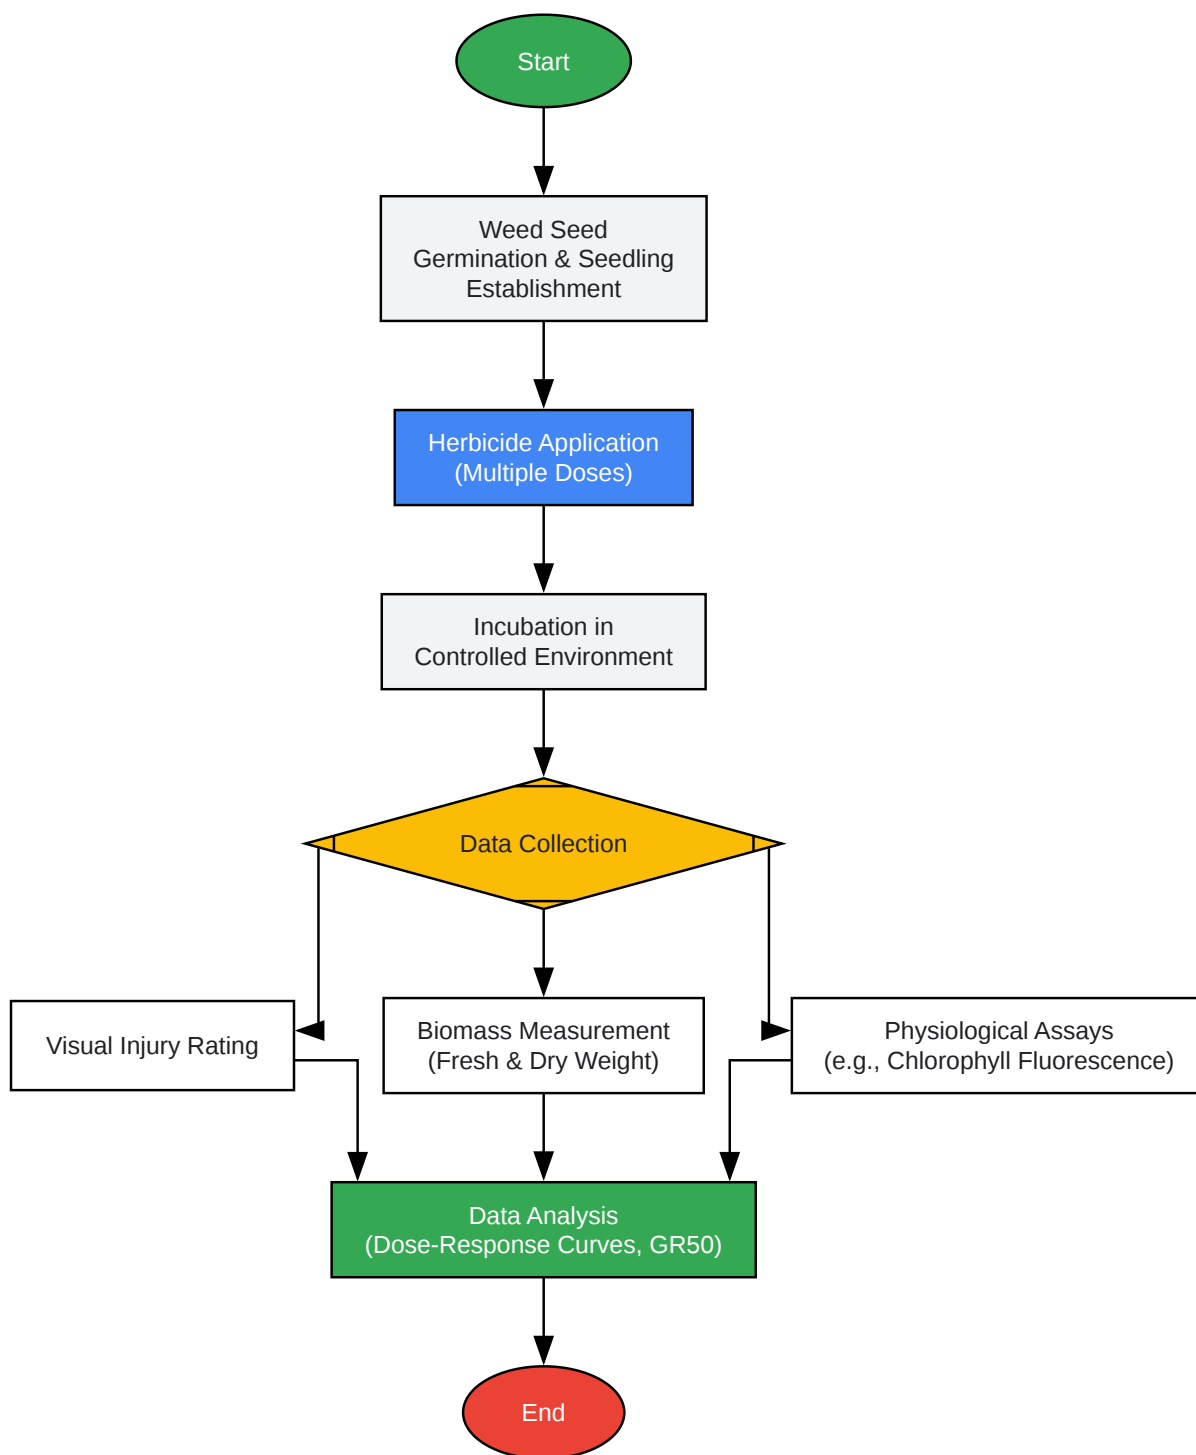 Start
Weed Seed
Germination & Seedling
Establishment
Herbicide Application
(Multiple Doses)
Incubation in
Controlled Environment
Data Collection
Visual Injury Rating
Biomass Measurement
(Fresh & Dry Weight)
Physiological Assays
(e.g., Chlorophyll Fluorescence)
Data Analysis
(Dose-Response Curves, GR50)
End